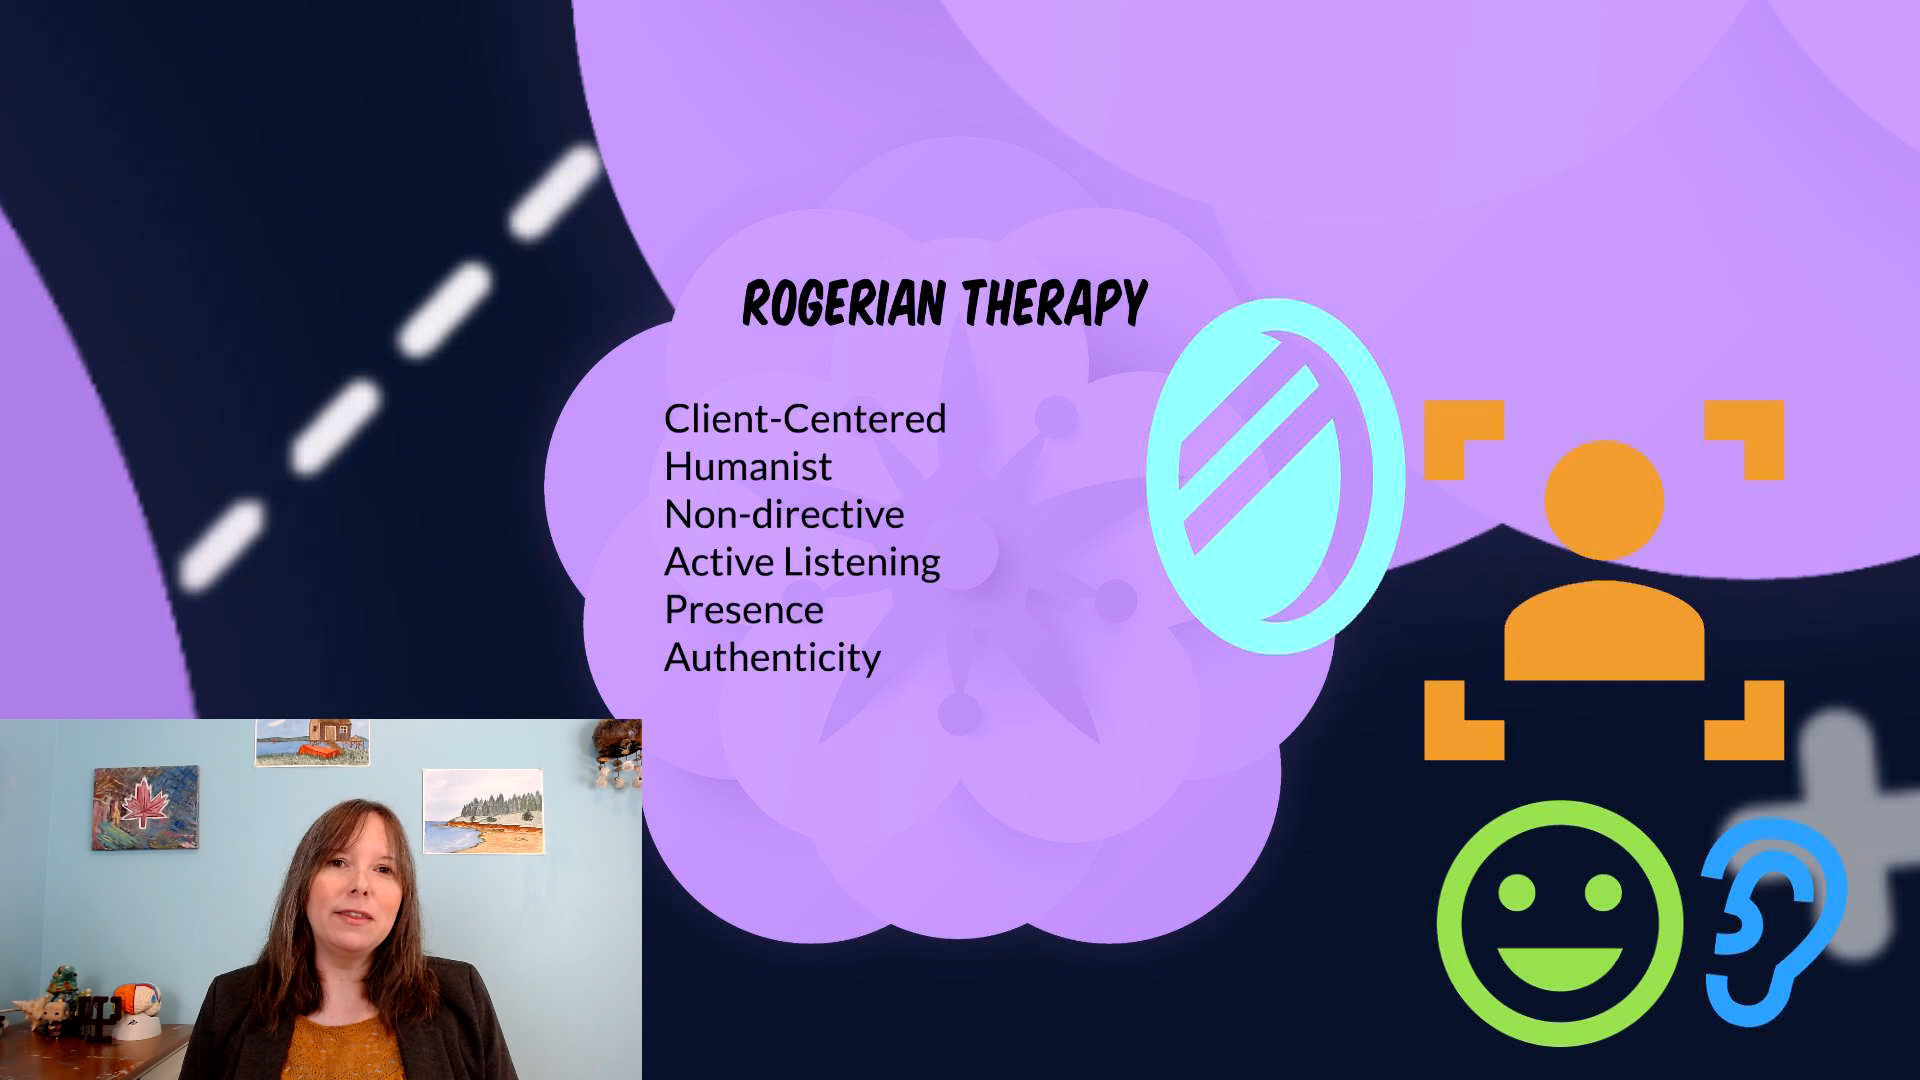 ROGERIAN THERAPY
Client-Centered
Humanist
Non-directive
Active Listening
Presence
Authenticity